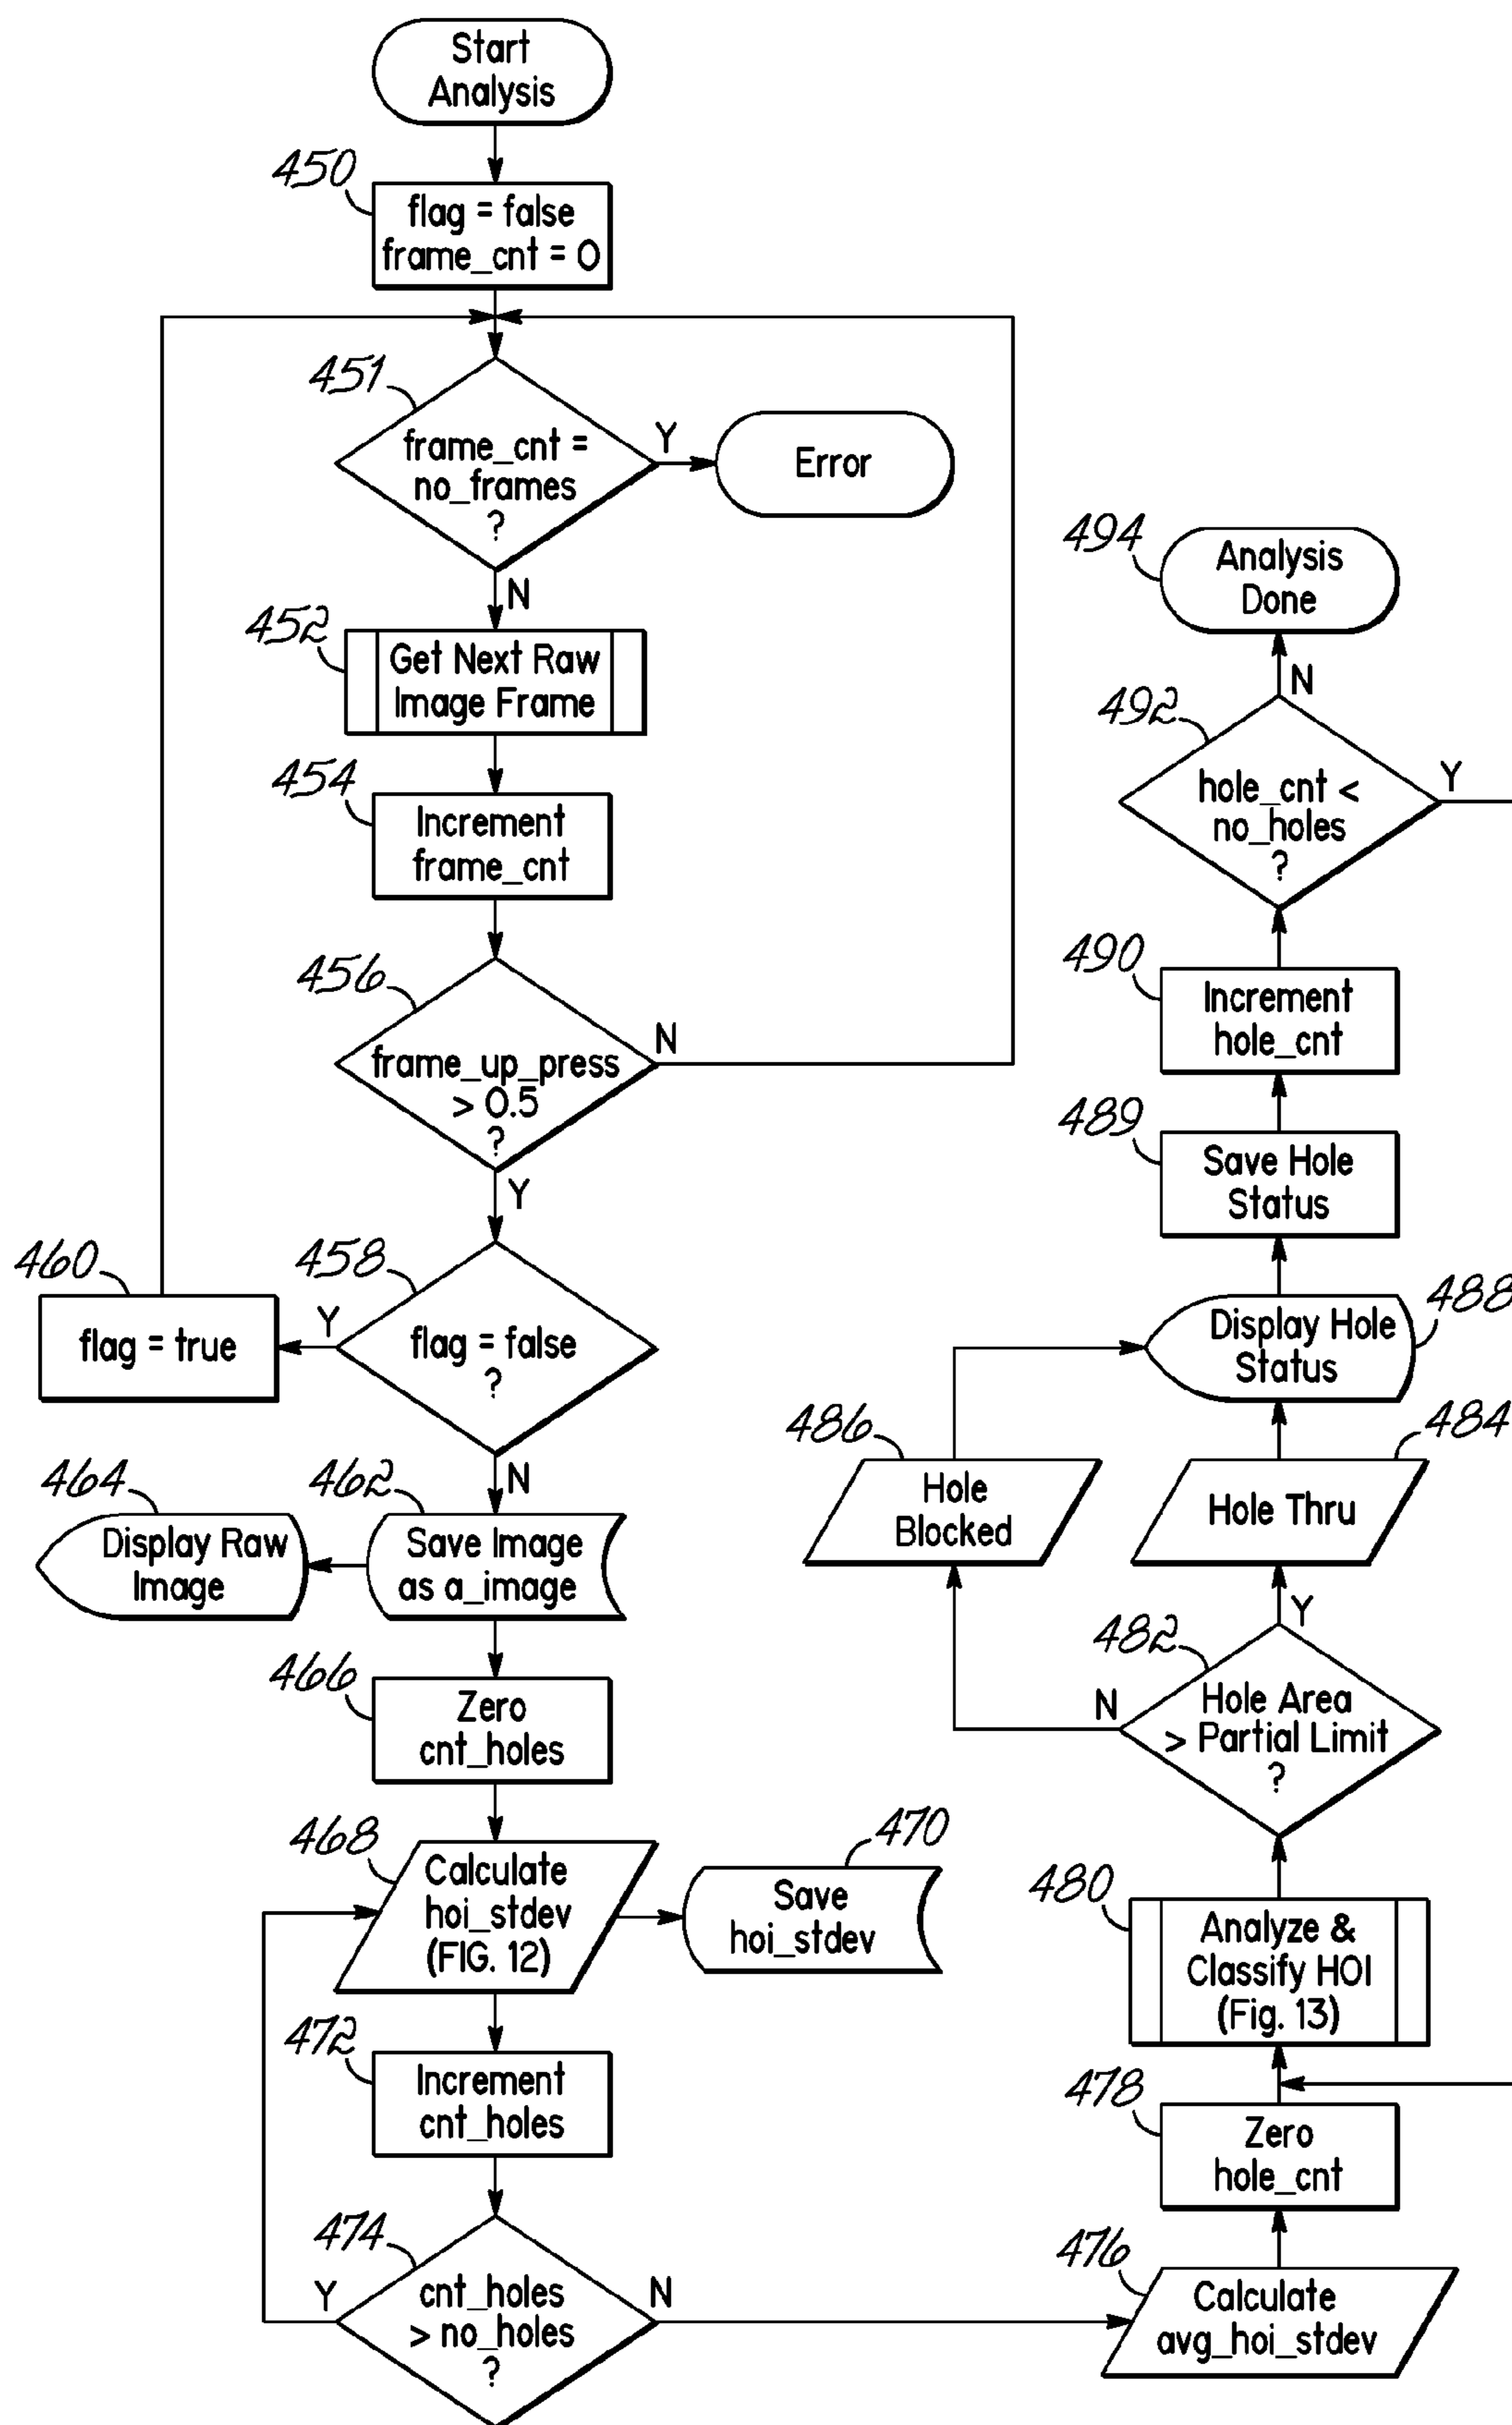 Start
Analysis
450
flag = false
frame_cnt = 0
451
frame_cnt =
no_frames
?
Y
Error
N
452
Get Next Raw
Image Frame
454
Increment
frame_cnt
456
frame_up_press
> 0.5
?
N
Y
458
flag = false
?
Y
460
flag = true
N
462
Save Image
as a_image
464
Display Raw
Image
466
Zero
cnt_holes
468
Calculate
hoi_stdev
(FIG. 12)
470
Save
hoi_stdev
472
Increment
cnt_holes
474
cnt_holes
> no_holes
?
Y
N
476
Calculate
avg_hoi_stdev
478
Zero
hole_cnt
480
Analyze &
Classify HOI
(Fig. 13)
482
Hole Area
> Partial Limit
?
N
Y
484
Hole Thru
486
Hole
Blocked
488
Display Hole
Status
489
Save Hole
Status
490
Increment
hole_cnt
492
hole_cnt <
no_holes
?
Y
N
494
Analysis
Done